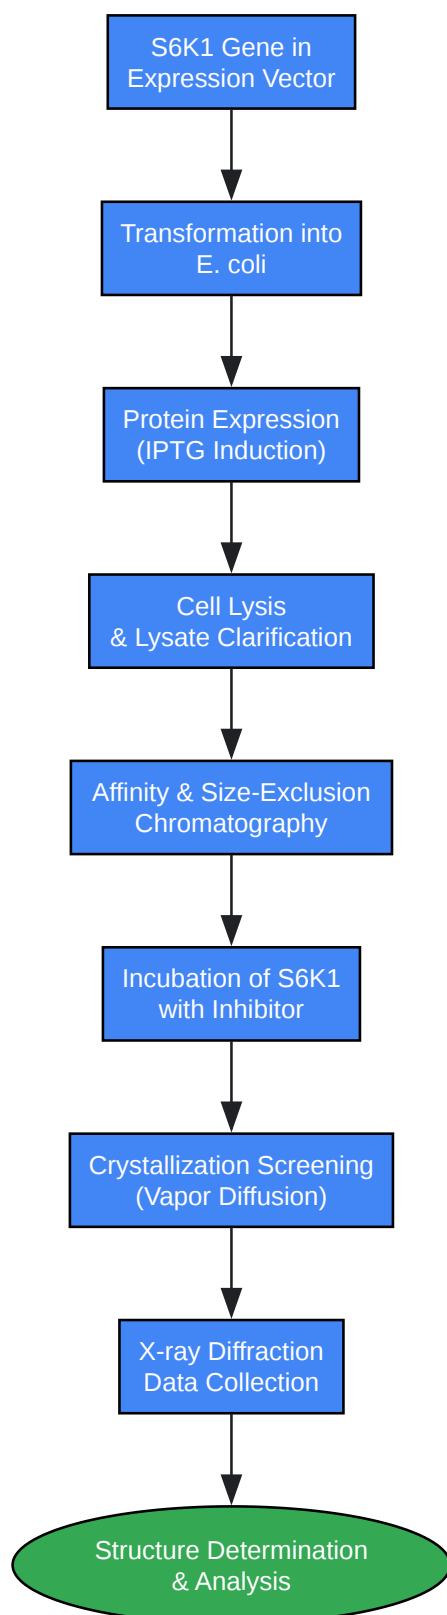 S6K1 Gene in
Expression Vector
Transformation into
E. coli
Protein Expression
(IPTG Induction)
Cell Lysis
& Lysate Clarification
Affinity & Size-Exclusion
Chromatography
Incubation of S6K1
with Inhibitor
Crystallization Screening
(Vapor Diffusion)
X-ray Diffraction
Data Collection
Structure Determination
& Analysis